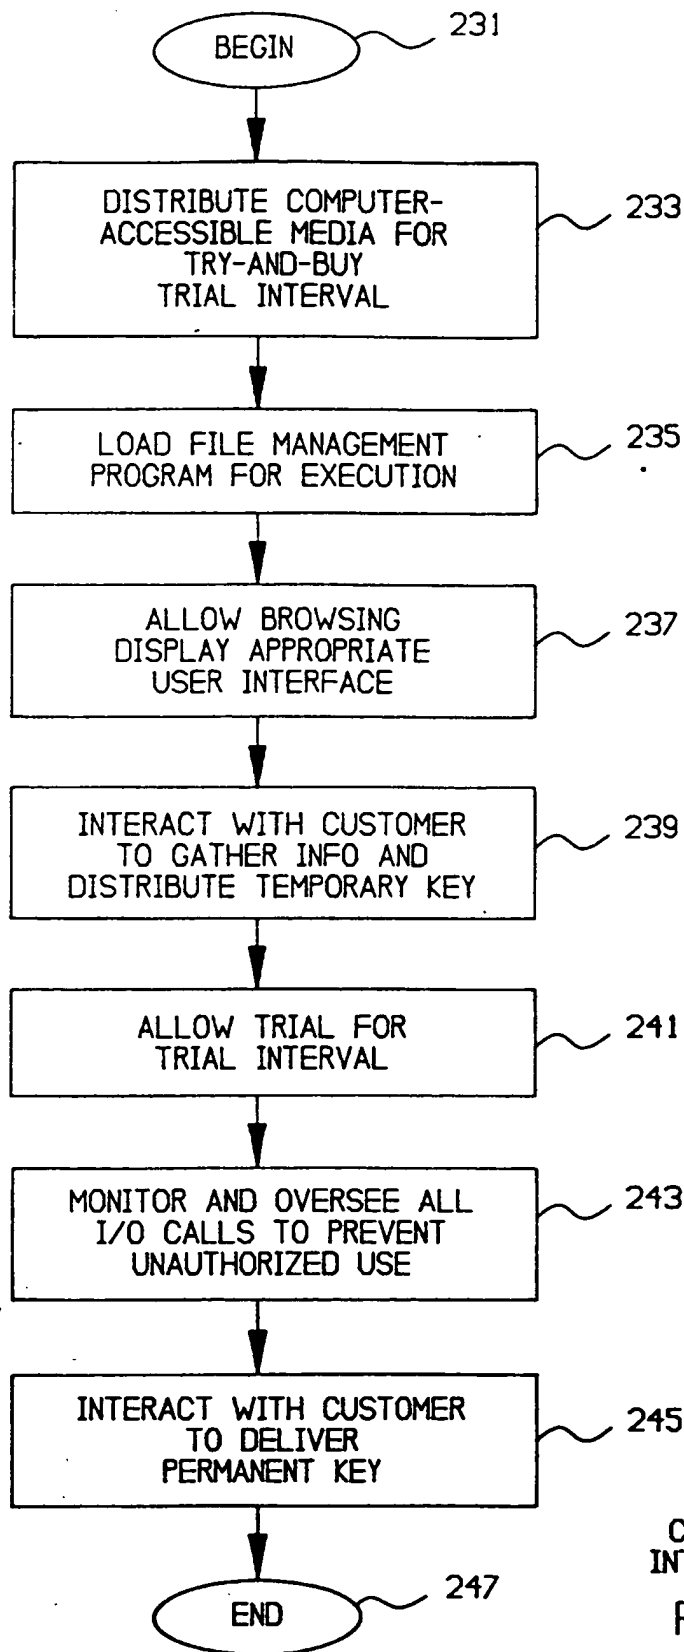 BEGIN
231
DISTRIBUTE COMPUTER-
ACCESSIBLE MEDIA FOR
TRY-AND-BUY
TRIAL INTERVAL
233
LOAD FILE MANAGEMENT
PROGRAM FOR EXECUTION
235
ALLOW BROWSING
DISPLAY APPROPRIATE
USER INTERFACE
237
INTERACT WITH CUSTOMER
TO GATHER INFO AND
DISTRIBUTE TEMPORARY KEY
239
ALLOW TRIAL FOR
TRIAL INTERVAL
241
MONITOR AND OVERSEE ALL
I/O CALLS TO PREVENT
UNAUTHORIZED USE
243
INTERACT WITH CUSTOMER
TO DELIVER
PERMANENT KEY
245
END
247